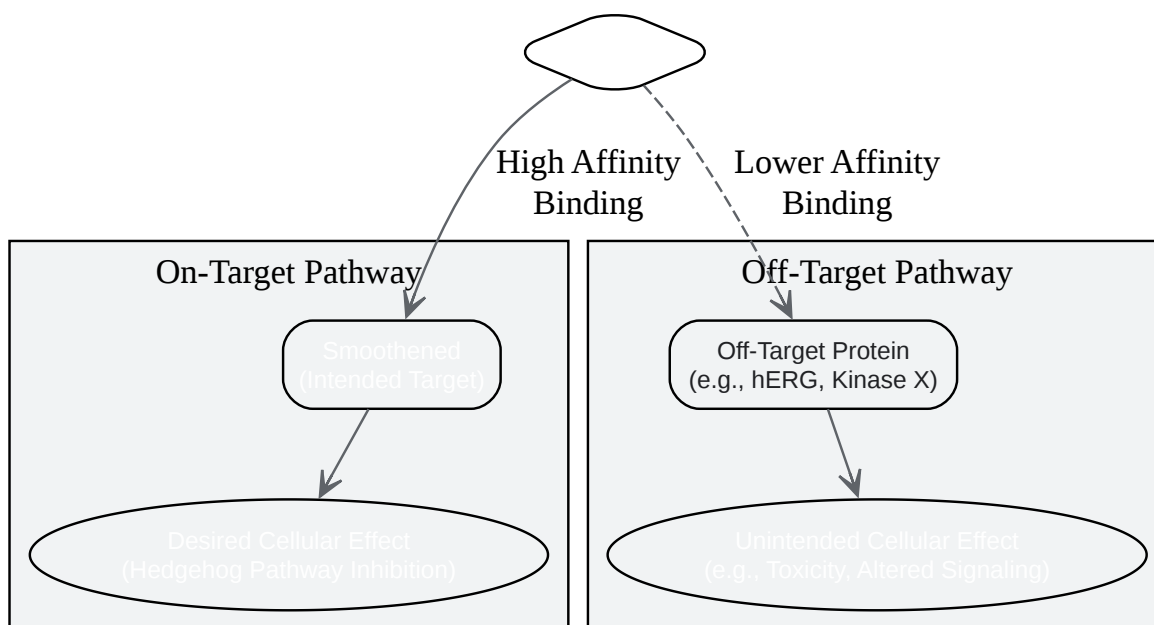 High Affinity
Binding
Lower Affinity
Binding
On-Target Pathway
Off-Target Pathway
Smoothened
(Intended Target)
Off-Target Protein
(e.g., hERG, Kinase X)
Desired Cellular Effect
(Hedgehog Pathway Inhibition)
Unintended Cellular Effect
(e.g., Toxicity, Altered Signaling)